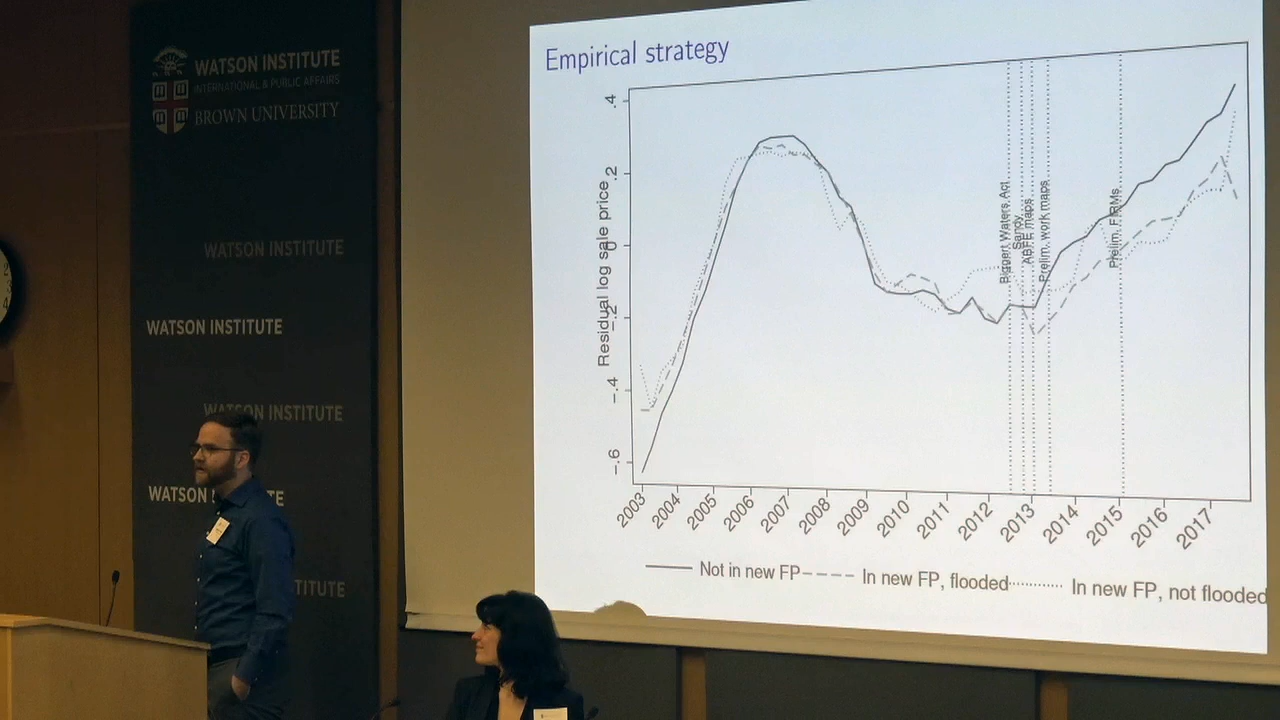 WATSON INSTITUTE
INTERNATIONAL & PUBLIC AFFAIRS
BROWN UNIVERSITY
WATSON INSTITUTE
WATSON INSTITUTE
WATSON INSTITUTE
WATSON
TE
TITUTE
Empirical strategy
Residual log sale price
.4
.2
0
-.2
-.4
-.6
Biggert Waters Act
Sandy
ABFE maps
Prelim. work maps
Prelim. FIRMs
2003
2004
2005
2006
2007
2008
2009
2010
2011
2012
2013
2014
2015
2016
2017
Not in new FP
In new FP, flooded
In new FP, not flooded